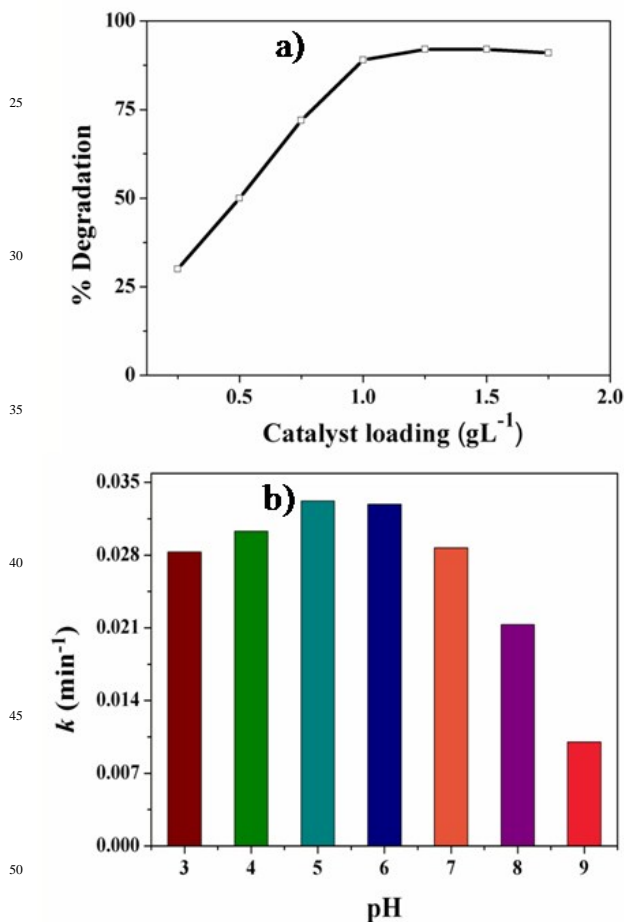 a)
100
75
50
25
0
% Degradation
0.5 1.0 1.5 2.0
Catalyst loading (gL⁻¹)
b)
0.035
0.028
0.021
0.014
0.007
0.000
k (min⁻¹)
3 4 5 6 7 8 9
pH
25
30
35
40
45
50